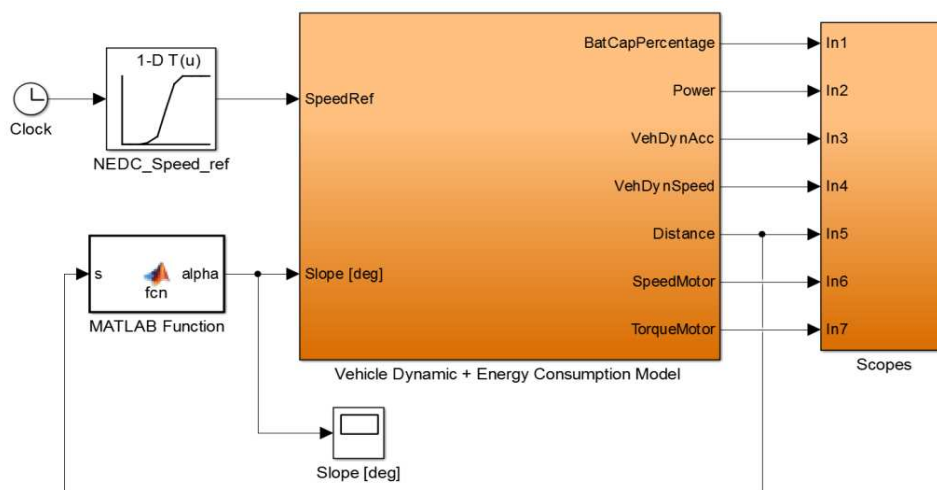 1-D T(u)
Clock
NEDC_Speed_ref
SpeedRef
BatCapPercentage
Power
VehDynAcc
VehDynSpeed
Distance
SpeedMotor
TorqueMotor
In1
In2
In3
In4
In5
In6
In7
s
alpha
fcn
MATLAB Function
Slope [deg]
Vehicle Dynamic + Energy Consumption Model
Scopes
Slope [deg]